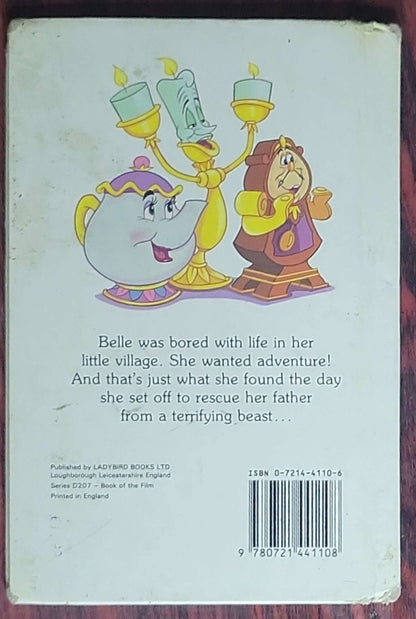 Belle was bored with life in her
little village. She wanted adventure!
And that's just what she found the day
she set off to rescue her father
from a terrifying beast...
Published by LADYBIRD BOOKS LTD
Loughborough Leicestershire England
Series D207 – Book of the Film
Printed in England
ISBN 0-7214-4110-6
9 780721 441108